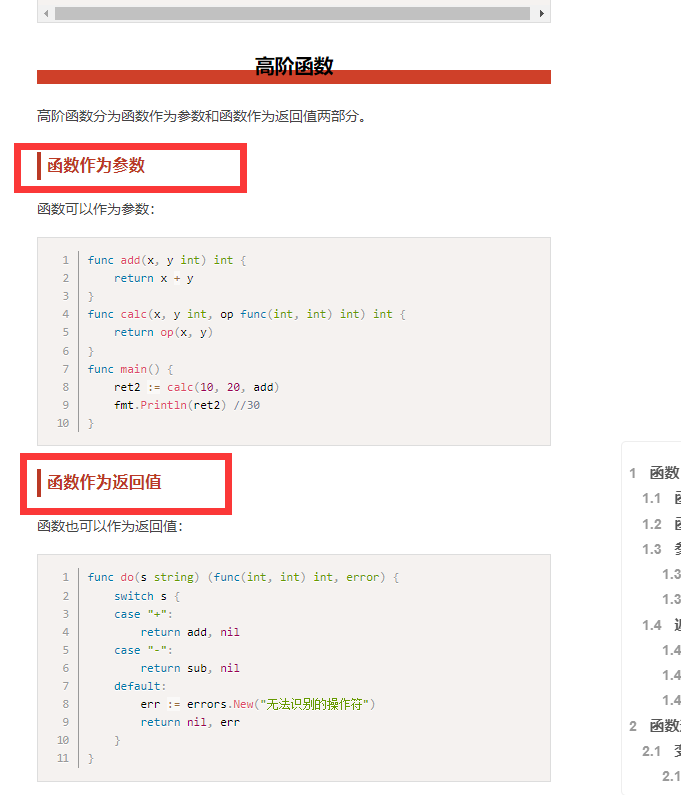 高阶函数
高阶函数分为函数作为参数和函数作为返回值两部分。
函数作为参数
函数可以作为参数：
1 func add(x, y int) int {
2     return x + y
3 }
4 func calc(x, y int, op func(int, int) int) int {
5     return op(x, y)
6 }
7 func main() {
8     ret2 := calc(10, 20, add)
9     fmt.Println(ret2) //30
10 }
函数作为返回值
函数也可以作为返回值：
1 func do(s string) (func(int, int) int, error) {
2     switch s {
3     case "+":
4         return add, nil
5     case "-":
6         return sub, nil
7     default:
8         err := errors.New("无法识别的操作符")
9         return nil, err
10     }
11 }
1 函数
1.1
1.2
1.3
1.3
1.3
1.4
1.4
1.4
1.4
2 函数
2.1
2.1